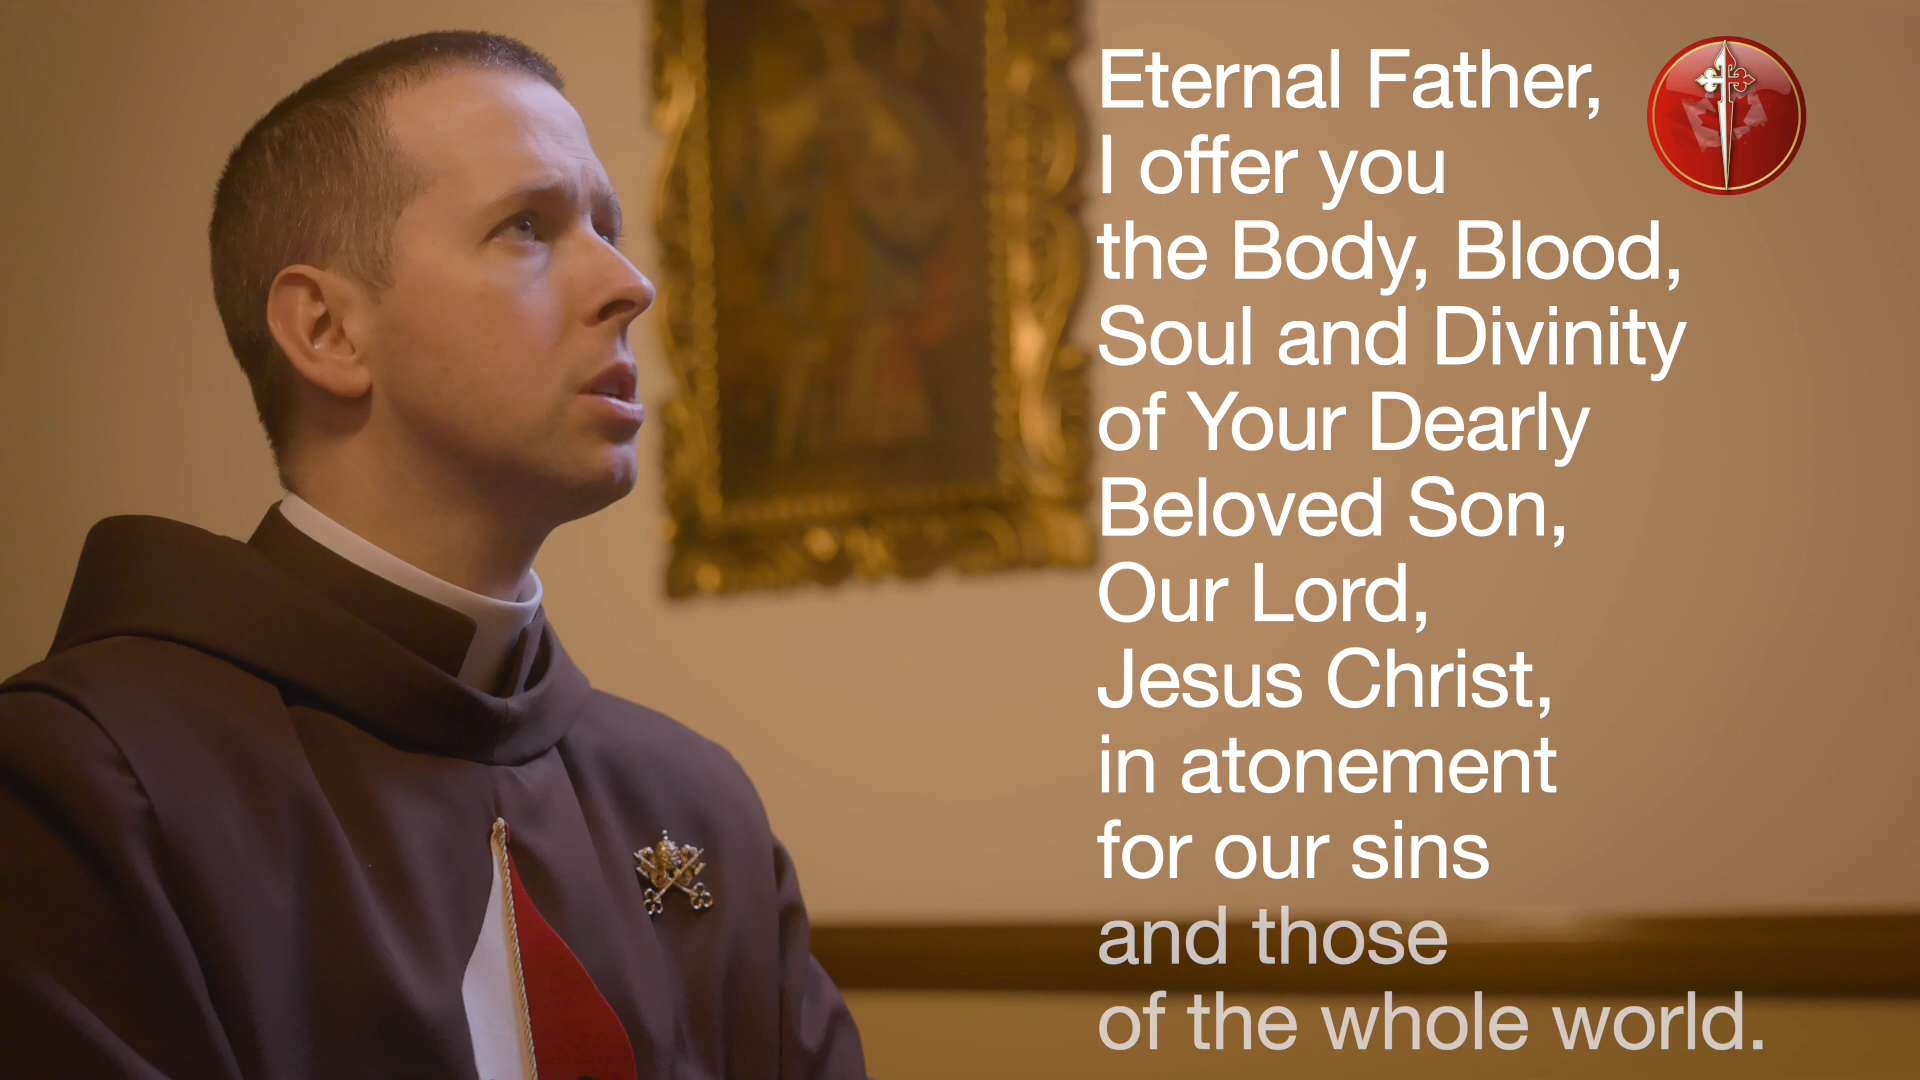 Eternal Father,
I offer you
the Body, Blood,
Soul and Divinity
of Your Dearly
Beloved Son,
Our Lord,
Jesus Christ,
in atonement
for our sins
and those
of the whole world.